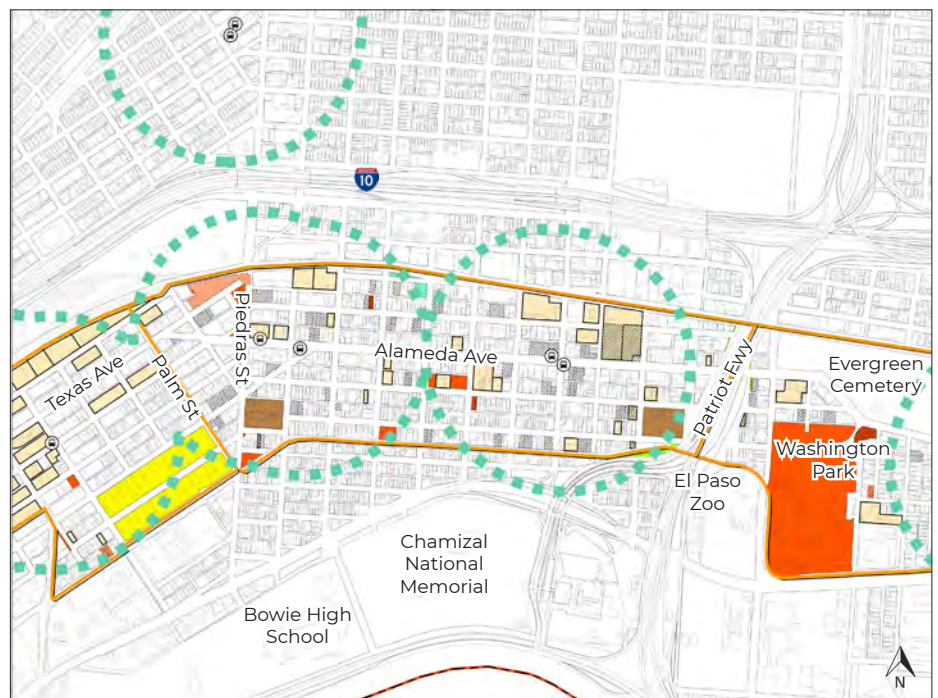 10
Piedras St
Alameda Ave
Texas Ave
Palm St
Patriot Fwy
Evergreen
Cemetery
Washington
Park
El Paso
Zoo
Chamizal
National
Memorial
Bowie High
School
N